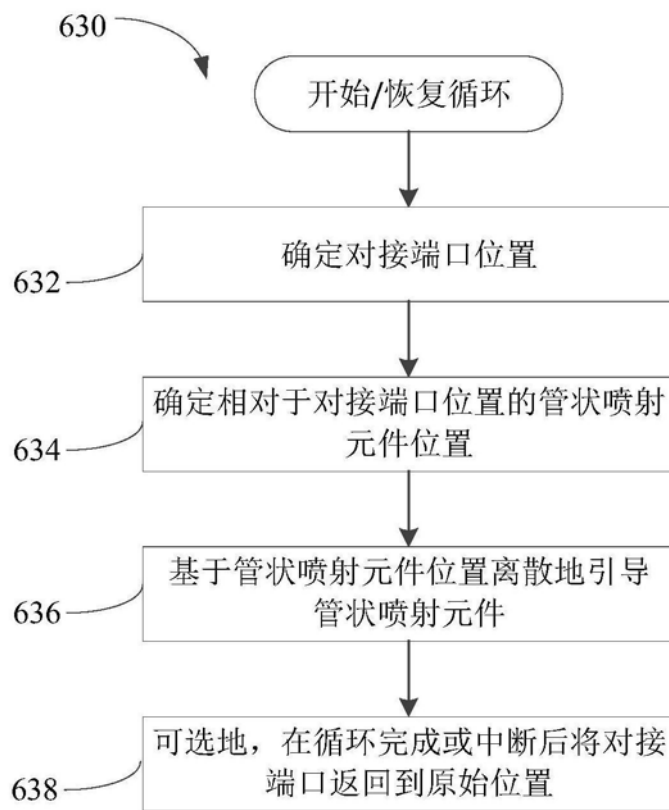 630
开始/恢复循环
确定对接端口位置
632
确定相对于对接端口位置的管状喷射
元件位置
634
基于管状喷射元件位置离散地引导
管状喷射元件
636
可选地，在循环完成或中断后将对接
端口返回到原始位置
638